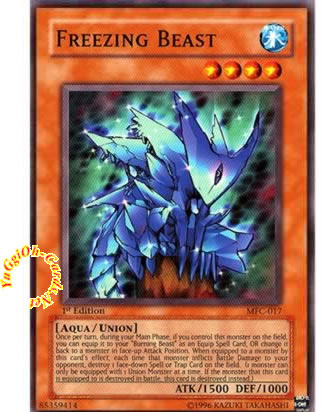 FREEZING BEAST
YuGgiOh-Cards.Net
1st Edition
MFC-017
[AQUA/UNION]
Once per turn, during your Main Phase, if you control this monster on the field,
you can equip it to your "Burning Beast" as an Equip Spell Card, OR change it
back to a monster in face-up Attack Position. When equipped to a monster by
this card's effect, each time that monster inflicts Battle Damage to your
opponent, destroy 1 face-down Spell or Trap Card on the field. (1 monster can
only be equipped with 1 Union Monster at a time. If the monster that this card
is equipped to is destroyed in battle, this card is destroyed instead.)
ATK/1500 DEF/1000
85359414
©1996 KAZUKI TAKAHASHI